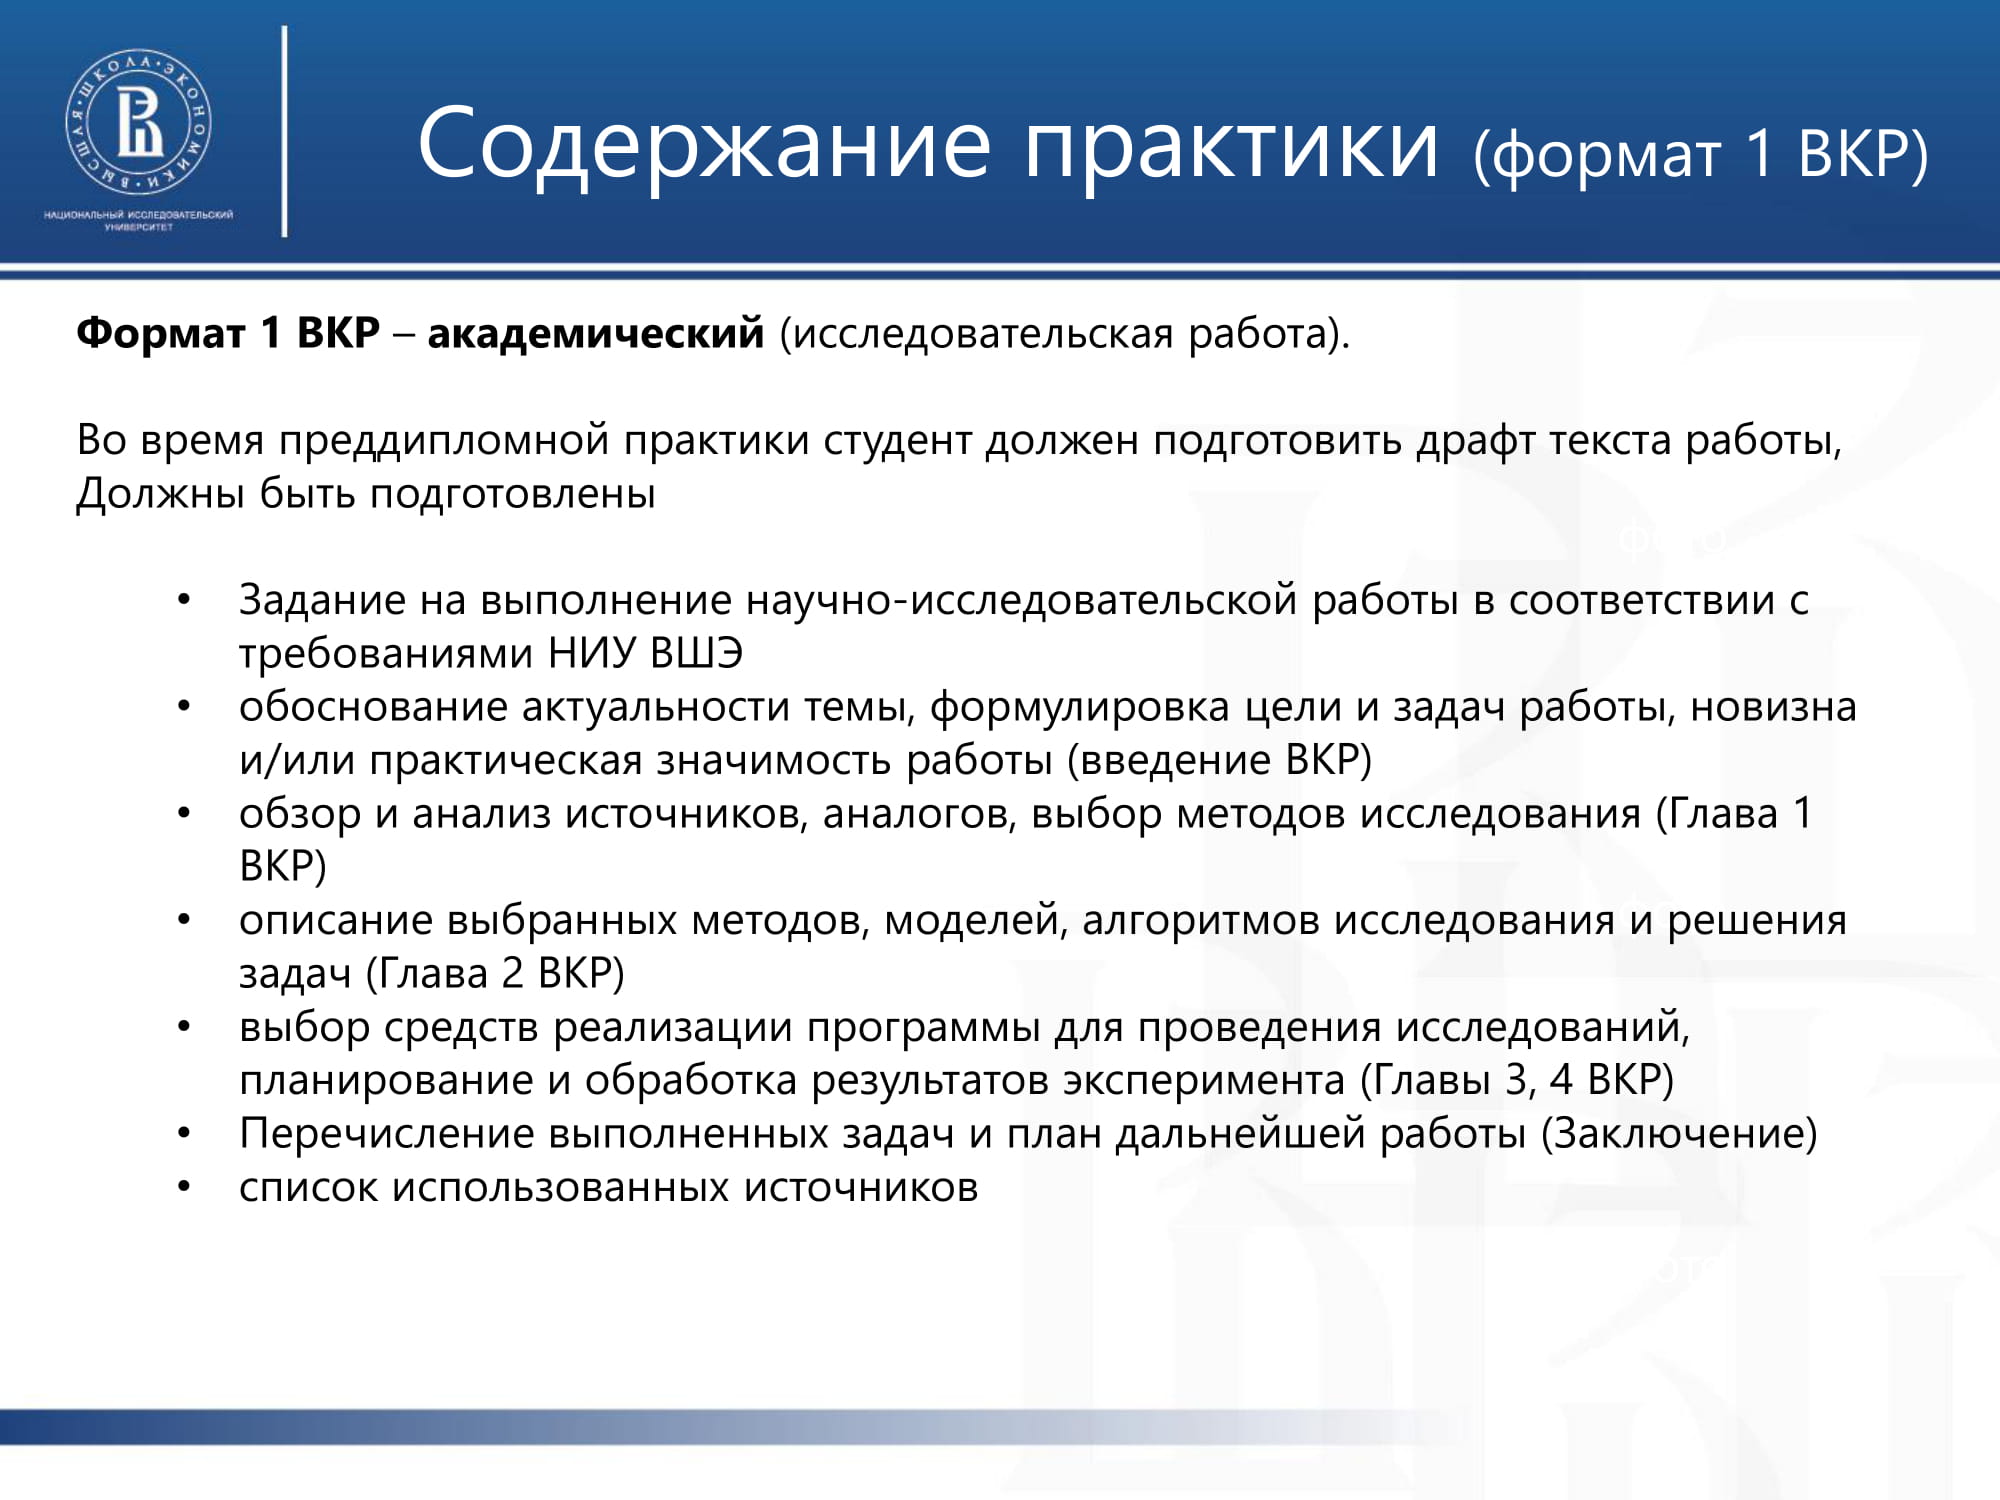 ВЫСШАЯ ШКОЛА ЭКОНОМИКИ
НАЦИОНАЛЬНЫЙ ИССЛЕДОВАТЕЛЬСКИЙ
УНИВЕРСИТЕТ
Содержание практики (формат 1 ВКР)
Формат 1 ВКР – академический (исследовательская работа).
Во время преддипломной практики студент должен подготовить драфт текста работы,
Должны быть подготовлены
• Задание на выполнение научно-исследовательской работы в соответствии с
требованиями НИУ ВШЭ
• обоснование актуальности темы, формулировка цели и задач работы, новизна
и/или практическая значимость работы (введение ВКР)
• обзор и анализ источников, аналогов, выбор методов исследования (Глава 1
ВКР)
• описание выбранных методов, моделей, алгоритмов исследования и решения
задач (Глава 2 ВКР)
• выбор средств реализации программы для проведения исследований,
планирование и обработка результатов эксперимента (Главы 3, 4 ВКР)
• Перечисление выполненных задач и план дальнейшей работы (Заключение)
• список использованных источников